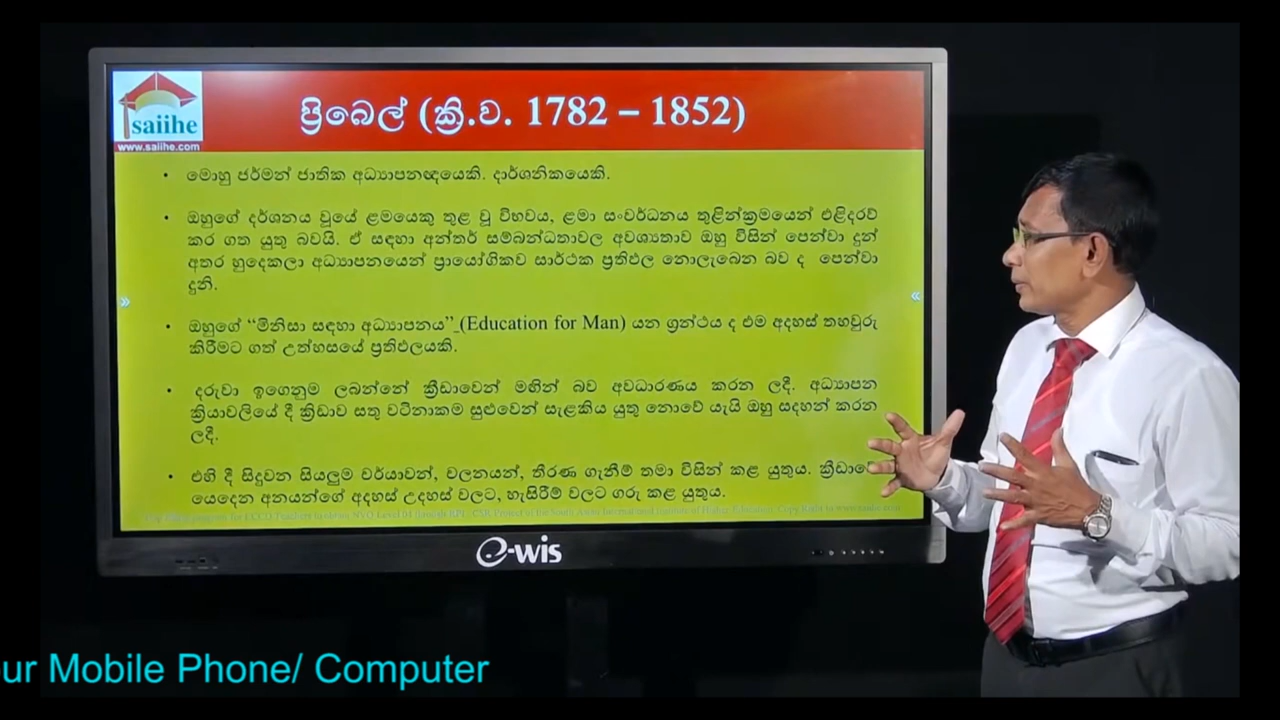 saiihe
www.saiihe.com
ප්‍රිබෙල් (ක්‍රි.ව. 1782 – 1852)
• මොහු ජර්මන් ජාතික අධ්‍යාපනඥයෙකි. දාර්ශනිකයෙකි.
• ඔහුගේ දර්ශනය වූයේ ළමයෙකු තුළ වූ විභවය, ළමා සංවර්ධනය තුළින්ක්‍රමයෙන් එළිදරව්
කර ගත යුතු බවයි. ඒ සඳහා අන්තර් සම්බන්ධතාවල අවශ්‍යතාව ඔහු විසින් පෙන්වා දුන්
අතර හුදෙකලා අධ්‍යාපනයෙන් ප්‍රායෝගිකව සාර්ථක ප්‍රතිඵල නොලැබෙන බව ද පෙන්වා
දුනි.
• ඔහුගේ “මිනිසා සඳහා අධ්‍යාපනය” (Education for Man) යන ග්‍රන්ථය ද එම අදහස් තහවුරු
කිරීමට ගත් උත්හසයේ ප්‍රතිඵලයකි.
• දරුවා ඉගෙනුම ලබන්නේ ක්‍රීඩාවෙන් මඟින් බව අවධාරණය කරන ලදී. අධ්‍යාපන
ක්‍රියාවලියේ දී ක්‍රිඩාව සතු වටිනාකම සුළුවෙන් සැළකිය යුතු නොවේ යැයි ඔහු සඳහන් කරන
ලදී.
• එහි දී සිදුවන සියලුම චර්යාවන්, චලනයන්, තීරණ ගැනීම් තමා විසින් කළ යුතුය.
යෙදෙන අනයන්ගේ අදහස් උදහස් වලට, හැසිරීම් වලට ගරු කළ යුතුය.
e-wis
our Mobile Phone/ Computer